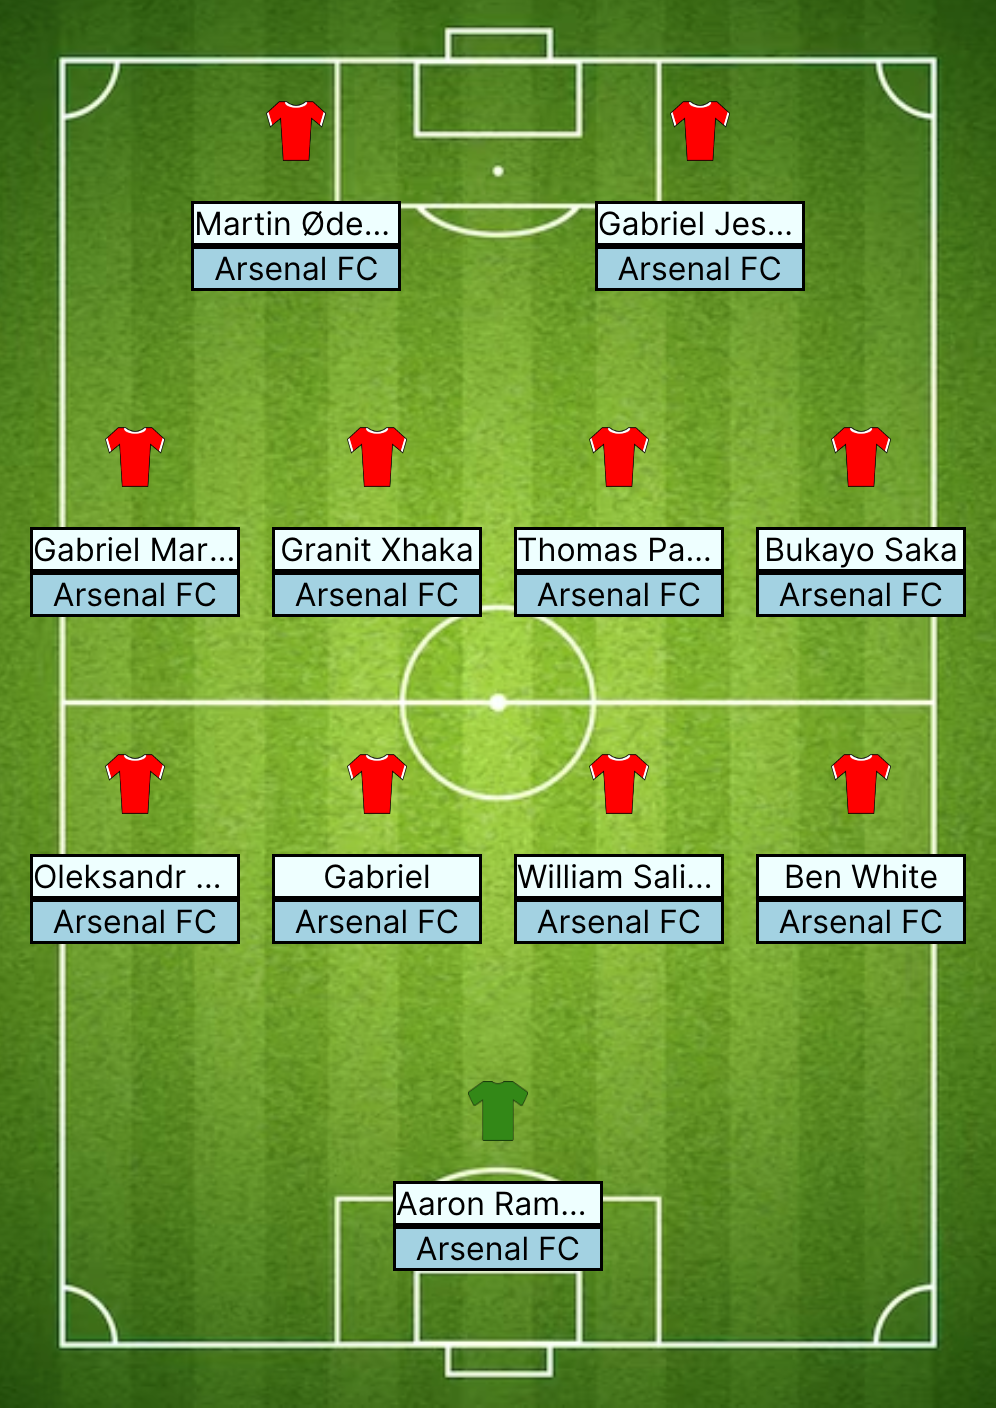 Martin Øde...
Arsenal FC
Gabriel Jes...
Arsenal FC
Gabriel Mar...
Arsenal FC
Granit Xhaka
Arsenal FC
Thomas Pa...
Arsenal FC
Bukayo Saka
Arsenal FC
Oleksandr ...
Arsenal FC
Gabriel
Arsenal FC
William Sali...
Arsenal FC
Ben White
Arsenal FC
Aaron Ram...
Arsenal FC